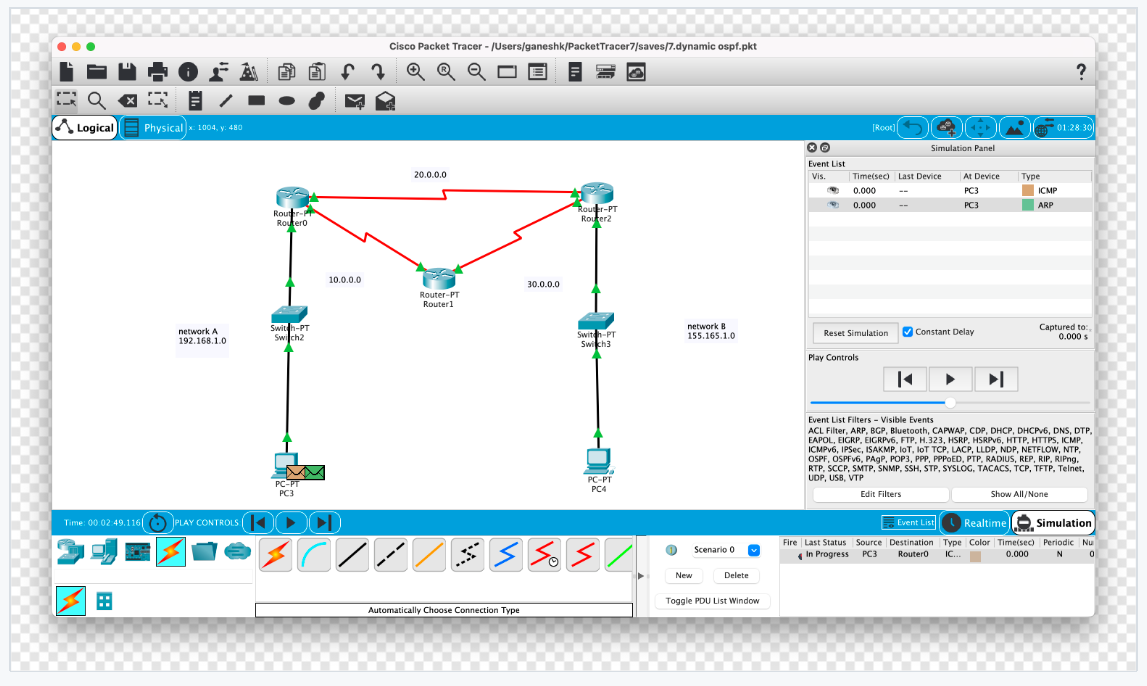 Cisco Packet Tracer - /Users/ganeshk/PacketTracer7/saves/7.dynamic ospf.pkt
?
Logical
Physical
x: 1004, y: 480
[Root]
01:28:30
20.0.0.0
Router-PT
Router0
Router-PT
Router2
10.0.0.0
30.0.0.0
Router-PT
Router1
network A
192.168.1.0
Switch-PT
Switch2
Switch-PT
Switch3
network B
155.165.1.0
PC-PT
PC3
PC-PT
PC4
Simulation Panel
Event List
Vis. Time(sec) Last Device At Device Type
0.000 -- PC3 ICMP
0.000 -- PC3 ARP
Reset Simulation
Constant Delay
Captured to:
0.000 s
Play Controls
Event List Filters - Visible Events
ACL Filter, ARP, BGP, Bluetooth, CAPWAP, CDP, DHCP, DHCPv6, DNS, DTP,
EAPOL, EIGRP, EIGRPv6, FTP, H.323, HSRP, HSRPv6, HTTP, HTTPS, ICMP,
ICMPv6, IPSec, ISAKMP, IoT, IoT TCP, LACP, LLDP, NDP, NETFLOW, NTP,
OSPF, OSPFv6, PAgP, POP3, PPP, PPPoED, PTP, RADIUS, REP, RIP, RIPng,
RTP, SCCP, SMTP, SNMP, SSH, STP, SYSLOG, TACACS, TCP, TFTP, Telnet,
UDP, USB, VTP
Edit Filters
Show All/None
Time: 00:02:49.116
PLAY CONTROLS:
Event List
Realtime
Simulation
Automatically Choose Connection Type
Scenario 0
New
Delete
Toggle PDU List Window
Fire Last Status Source Destination Type Color Time(sec) Periodic Nu
In Progress PC3 Router0 IC... 0.000 N 0